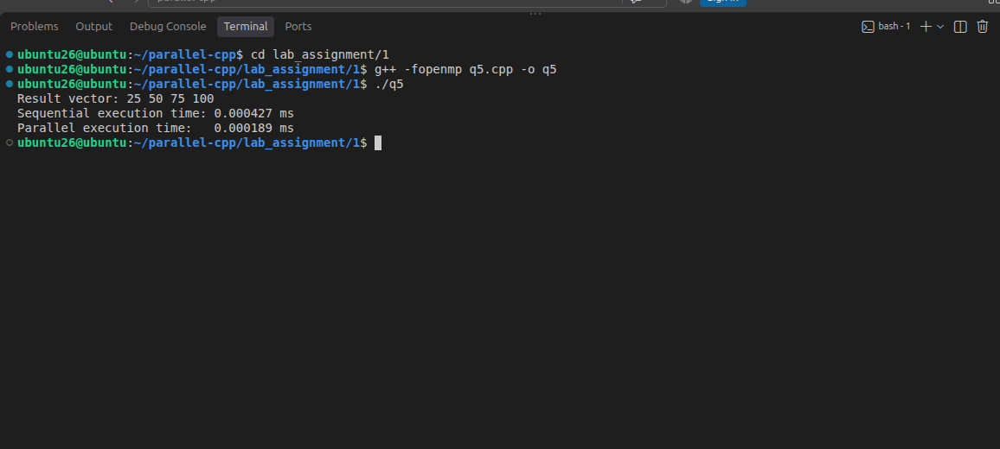 Problems Output Debug Console Terminal Ports bash - 1
ubuntu26@ubuntu:~/parallel-cpp$ cd lab_assignment/1
ubuntu26@ubuntu:~/parallel-cpp/lab_assignment/1$ g++ -fopenmp q5.cpp -o q5
ubuntu26@ubuntu:~/parallel-cpp/lab_assignment/1$ ./q5
Result vector: 25 50 75 100
Sequential execution time: 0.000427 ms
Parallel execution time:   0.000189 ms
ubuntu26@ubuntu:~/parallel-cpp/lab_assignment/1$